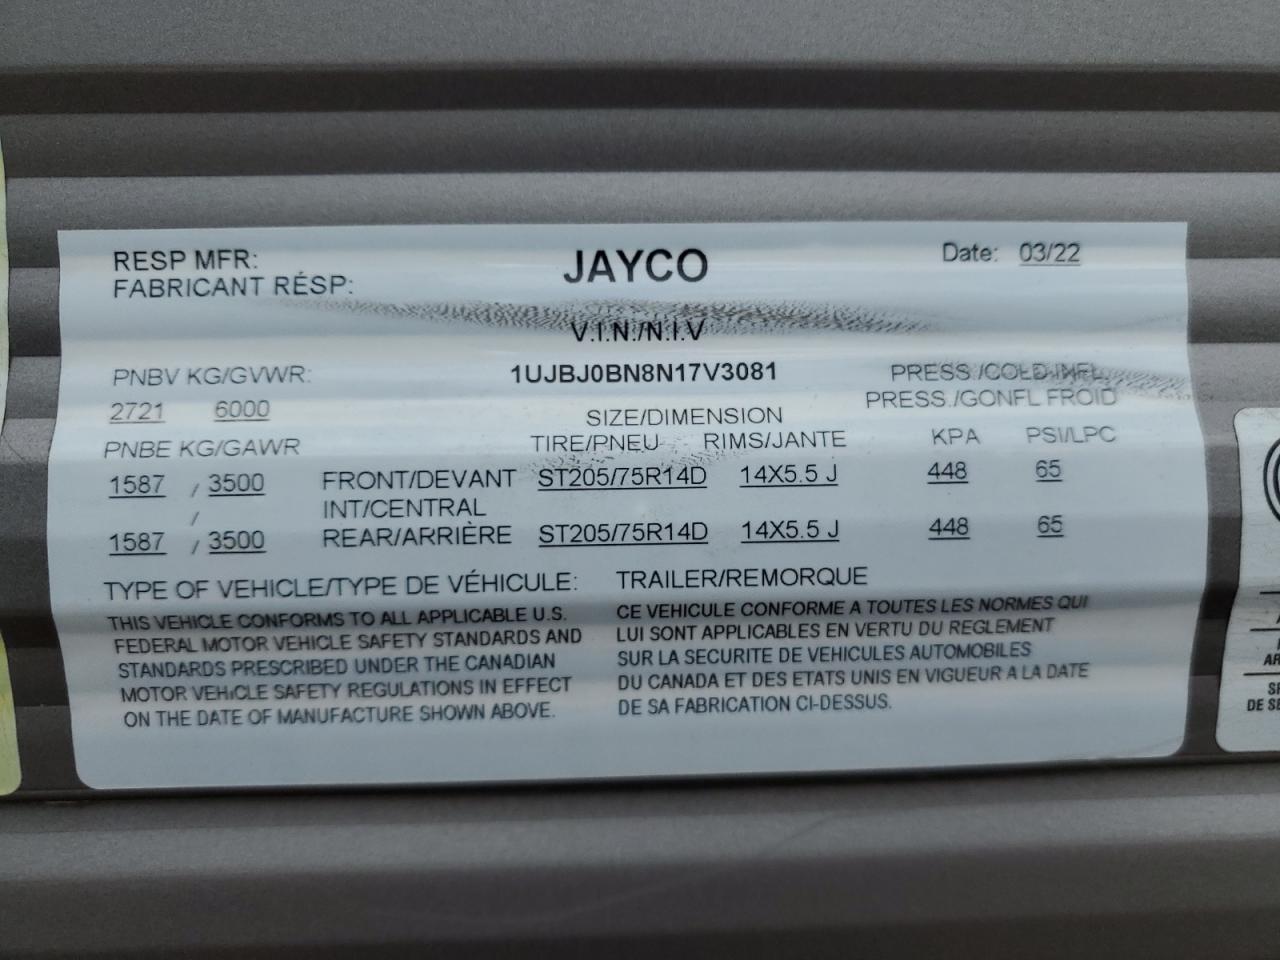 RESP MFR: JAYCO Date: 03/22
FABRICANT RÉSP:
V.I.N./N.I.V
PNBV KG/GVWR: 1UJBJ0BN8N17V3081 PRESS./COLD INFL
2721 6000 SIZE/DIMENSION PRESS./GONFL FROID
PNBE KG/GAWR TIRE/PNEU RIMS/JANTE KPA PSI/LPC
1587 / 3500 FRONT/DEVANT ST205/75R14D 14X5.5 J 448 65
/ INT/CENTRAL
1587 / 3500 REAR/ARRIÈRE ST205/75R14D 14X5.5 J 448 65
TYPE OF VEHICLE/TYPE DE VÉHICULE: TRAILER/REMORQUE
THIS VEHICLE CONFORMS TO ALL APPLICABLE U.S.
FEDERAL MOTOR VEHICLE SAFETY STANDARDS AND
STANDARDS PRESCRIBED UNDER THE CANADIAN
MOTOR VEHICLE SAFETY REGULATIONS IN EFFECT
ON THE DATE OF MANUFACTURE SHOWN ABOVE.
CE VEHICULE CONFORME A TOUTES LES NORMES QUI
LUI SONT APPLICABLES EN VERTU DU REGLEMENT
SUR LA SECURITE DE VEHICULES AUTOMOBILES
DU CANADA ET DES ETATS UNIS EN VIGUEUR A LA DATE
DE SA FABRICATION CI-DESSUS.